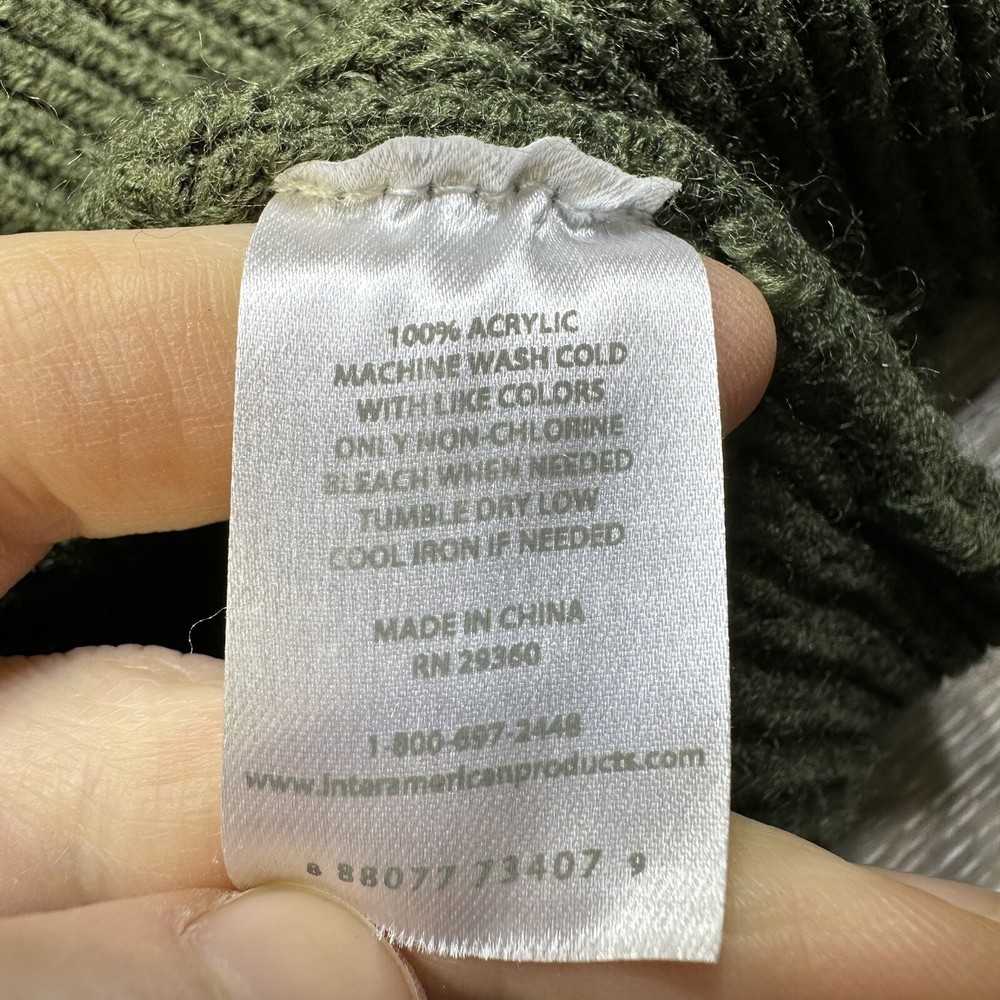 100% ACRYLIC
MACHINE WASH COLD
WITH LIKE COLORS
ONLY NON-CHLORINE
BLEACH WHEN NEEDED
TUMBLE DRY LOW
COOL IRON IF NEEDED
MADE IN CHINA
RN 29360
1-800-697-2448
www.interamericanproducts.com
8 88077 73407 9